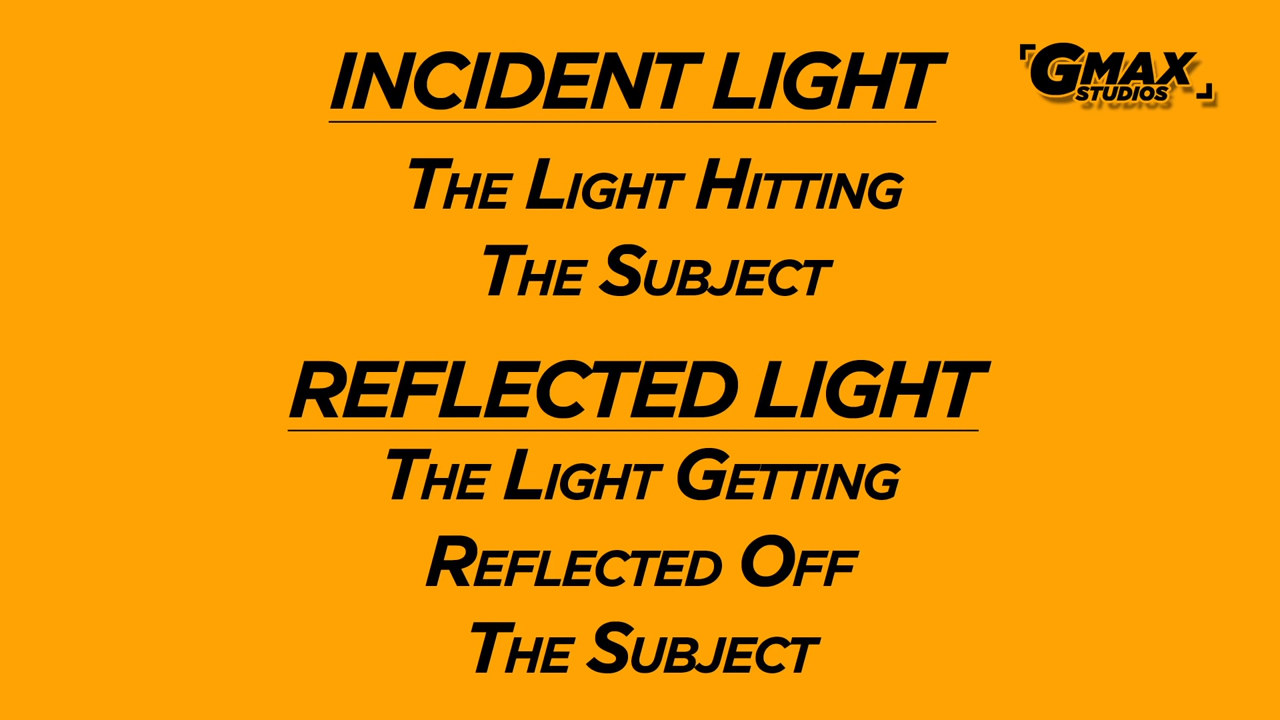 INCIDENT LIGHT
GMAX
STUDIOS
The Light Hitting
The Subject
REFLECTED LIGHT
The Light Getting
Reflected Off
The Subject